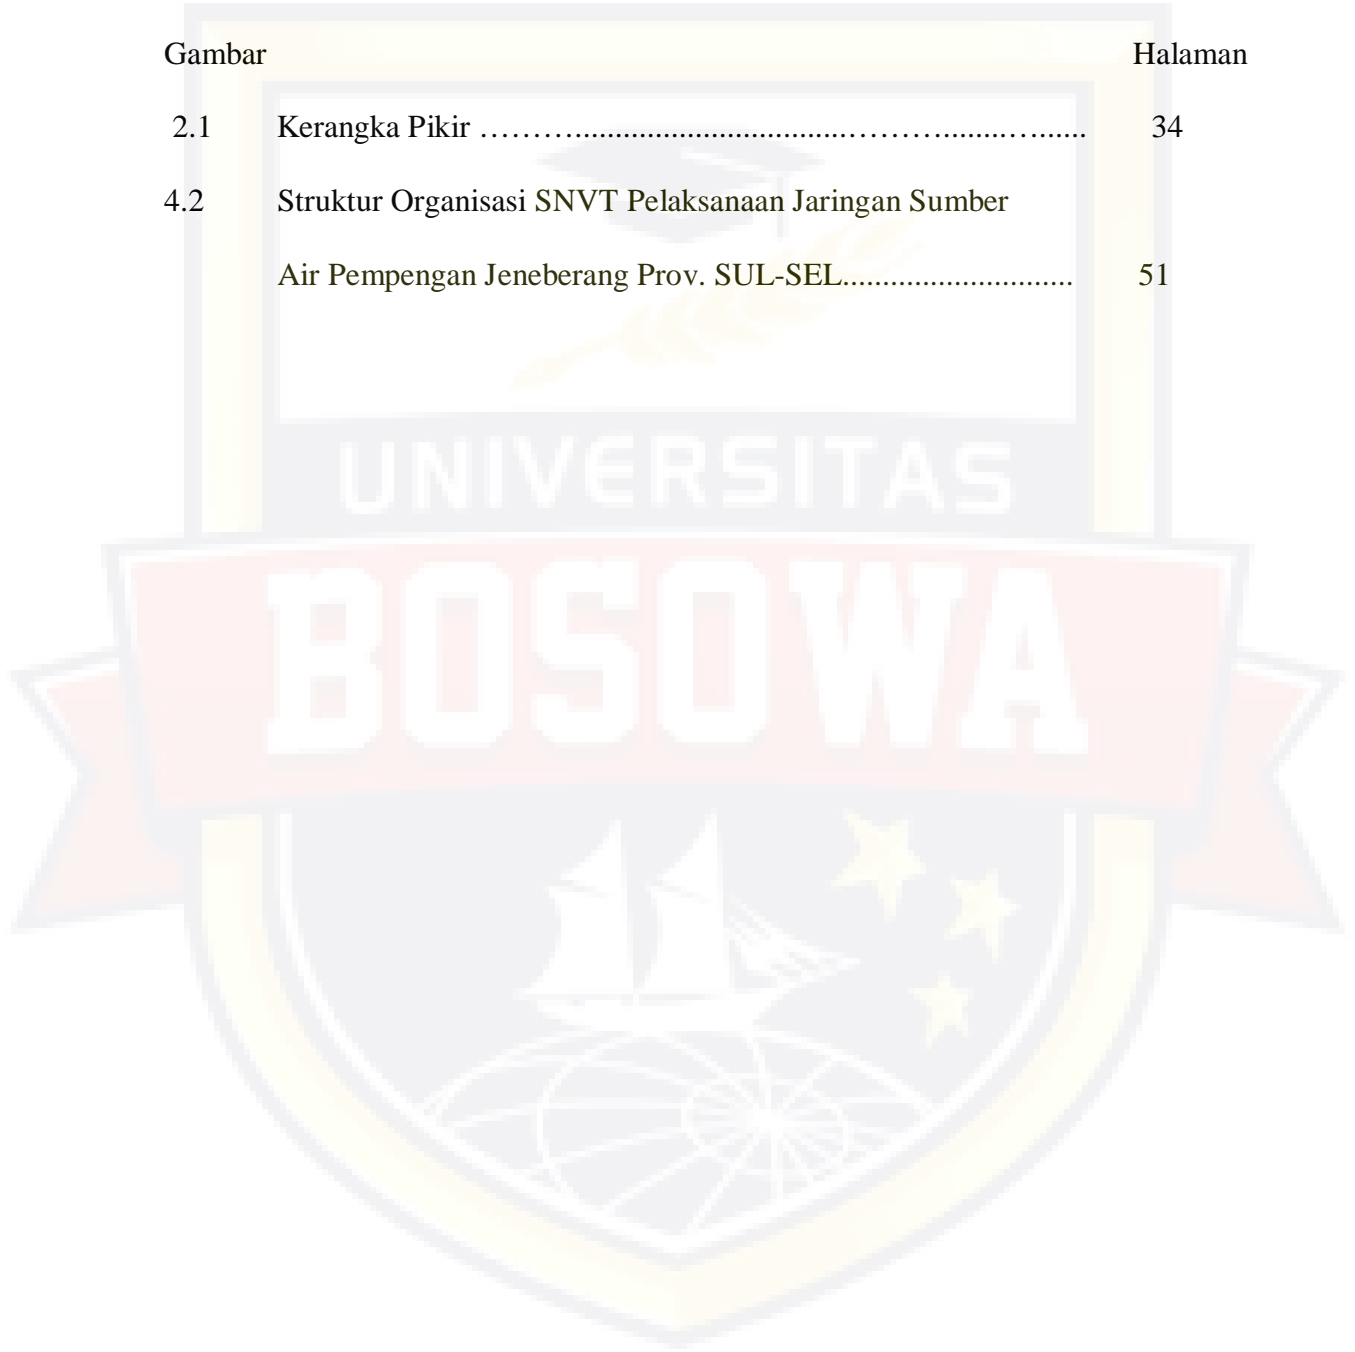 Gambar Halaman
2.1 Kerangka Pikir ………..................................………..........…...... 34
4.2 Struktur Organisasi SNVT Pelaksanaan Jaringan Sumber
Air Pempengan Jeneberang Prov. SUL-SEL............................ 51
UNIVERSITAS
BOSOWA